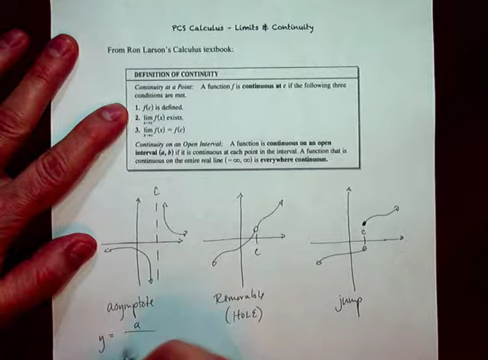 PCS Calculus - Limits & Continuity
From Ron Larson's Calculus textbook:
DEFINITION OF CONTINUITY
Continuity at a Point: A function f is continuous at c if the following three
conditions are met.
1. f(c) is defined.
2. lim f(x) exists.
x→c
3. lim f(x) = f(c)
x→c
Continuity on an Open Interval: A function is continuous on an open
interval (a, b) if it is continuous at each point in the interval. A function that is
continuous on the entire real line (−∞, ∞) is everywhere continuous.
c
c
c
asymptote
Removable
(HOLE)
jump
y = a